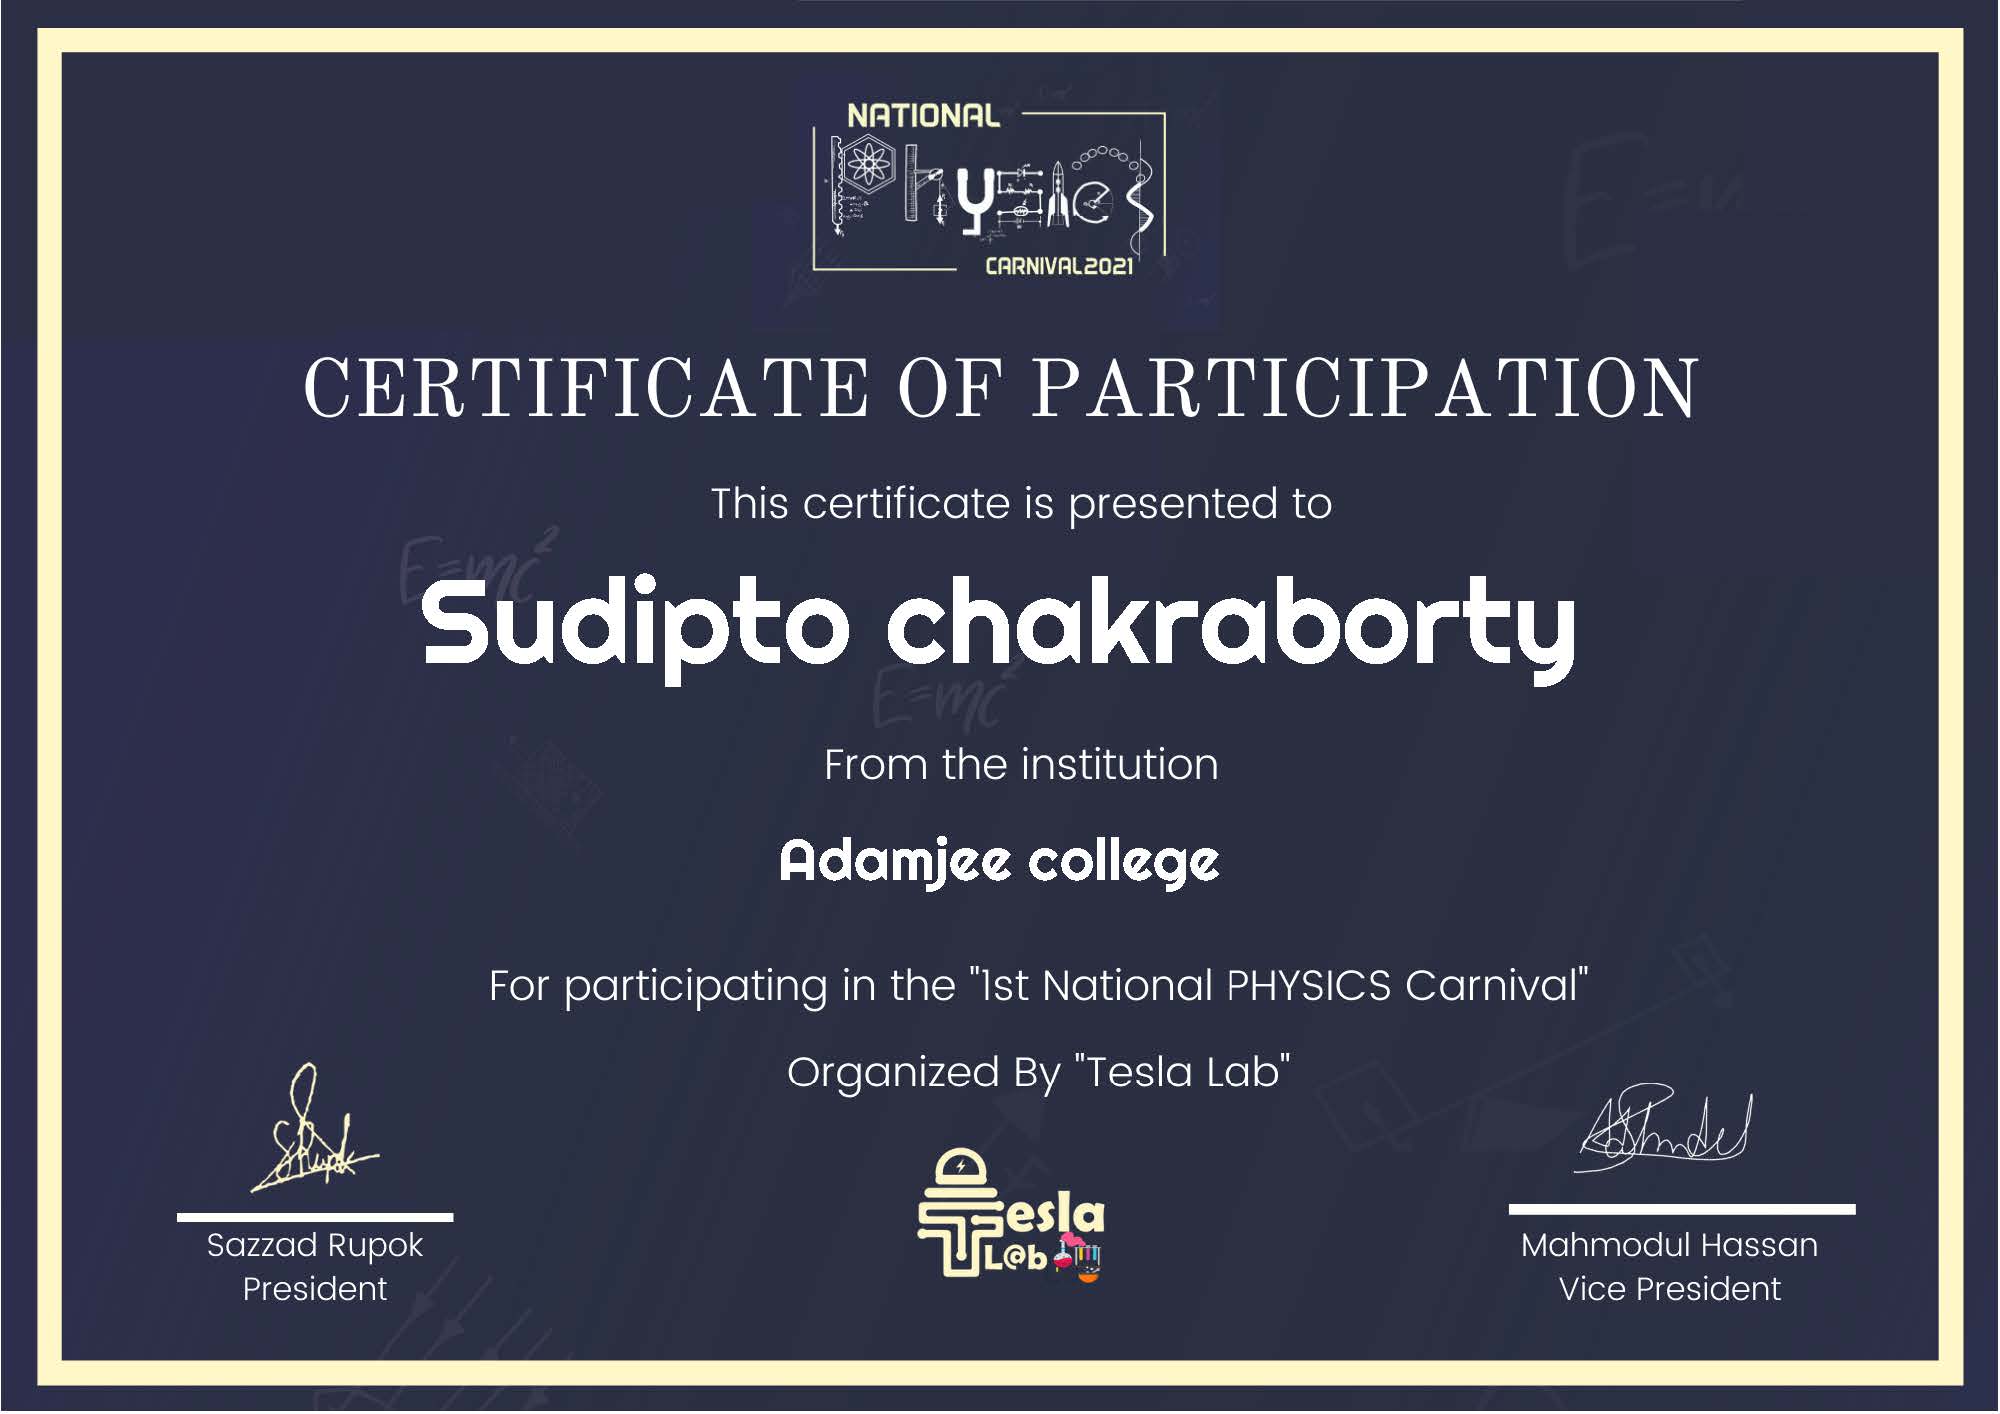 NATIONAL
Physics
CARNIVAL2021
E=m
CERTIFICATE OF PARTICIPATION
This certificate is presented to
E=mc²
Sudipto chakraborty
E=mc²
From the institution
Adamjee college
For participating in the "1st National PHYSICS Carnival"
Organized By "Tesla Lab"
Tesla
L@b
Sazzad Rupok
President
Mahmodul Hassan
Vice President